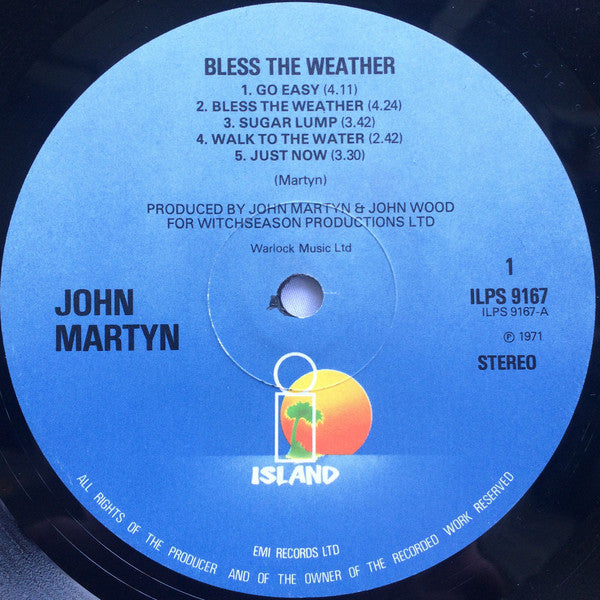 BLESS THE WEATHER
1. GO EASY (4.11)
2. BLESS THE WEATHER (4.24)
3. SUGAR LUMP (3.42)
4. WALK TO THE WATER (2.42)
5. JUST NOW (3.30)
(Martyn)
PRODUCED BY JOHN MARTYN & JOHN WOOD
FOR WITCHSEASON PRODUCTIONS LTD
Warlock Music Ltd
JOHN
MARTYN
1
ILPS 9167
ILPS 9167-A
℗ 1971
STEREO
i
ISLAND
EMI RECORDS LTD
ALL RIGHTS OF THE PRODUCER AND OF THE OWNER OF THE RECORDED WORK RESERVED